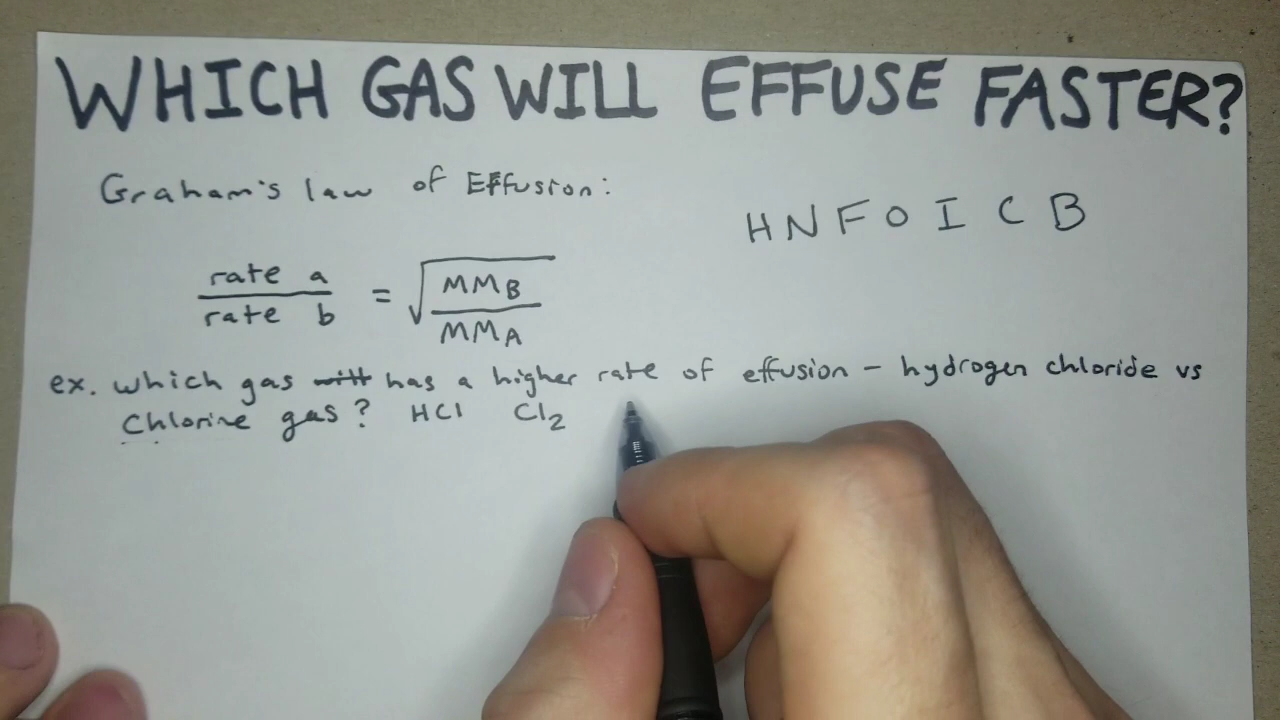 WHICH GAS WILL EFFUSE FASTER?
Graham's law of Effusion:
H N F O I C B
rate a
rate b
=
√
MMB
MMA
ex. which gas will has a higher rate of effusion – hydrogen chloride vs
Chlorine gas? HCl Cl2